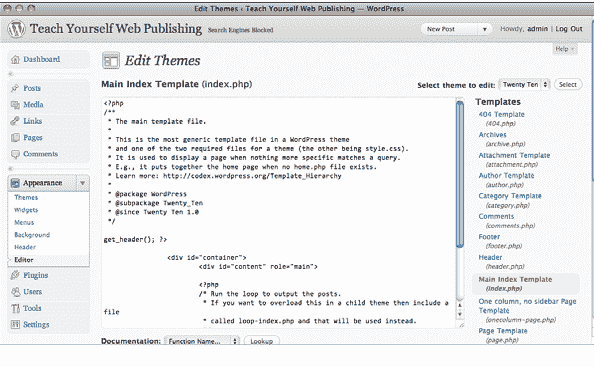 Edit Themes ‹ Teach Yourself Web Publishing — WordPress
Teach Yourself Web Publishing Search Engines Blocked
New Post
Howdy, admin | Log Out
Help
Dashboard
Posts
Media
Links
Pages
Comments
Appearance
Themes
Widgets
Menus
Background
Header
Editor
Plugins
Users
Tools
Settings
Edit Themes
Main Index Template (index.php)
Select theme to edit: Twenty Ten Select
<?php
/**
* The main template file.
*
* This is the most generic template file in a WordPress theme
* and one of the two required files for a theme (the other being style.css).
* It is used to display a page when nothing more specific matches a query.
* E.g., it puts together the home page when no home.php file exists.
* Learn more: http://codex.wordpress.org/Template_Hierarchy
*
* @package WordPress
* @subpackage Twenty_Ten
* @since Twenty Ten 1.0
*/
get_header(); ?>
<div id="container">
<div id="content" role="main">
<?php
/* Run the loop to output the posts.
* If you want to overload this in a child theme then include a
file
* called loop-index.php and that will be used instead.
Documentation: Function Name... Lookup
Templates
404 Template
(404.php)
Archives
(archive.php)
Attachment Template
(attachment.php)
Author Template
(author.php)
Category Template
(category.php)
Comments
(comments.php)
Footer
(footer.php)
Header
(header.php)
Main Index Template
(index.php)
One column, no sidebar Page
Template
(onecolumn-page.php)
Page Template
(page.php)